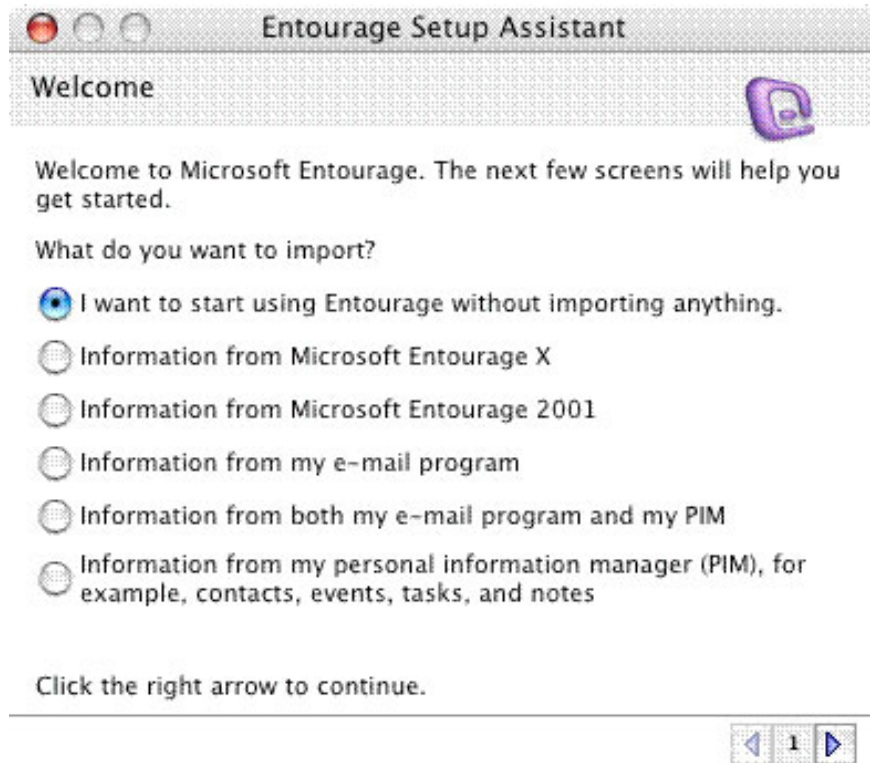 Entourage Setup Assistant
Welcome
Welcome to Microsoft Entourage. The next few screens will help you
get started.
What do you want to import?
I want to start using Entourage without importing anything.
Information from Microsoft Entourage X
Information from Microsoft Entourage 2001
Information from my e-mail program
Information from both my e-mail program and my PIM
Information from my personal information manager (PIM), for
example, contacts, events, tasks, and notes
Click the right arrow to continue.
1